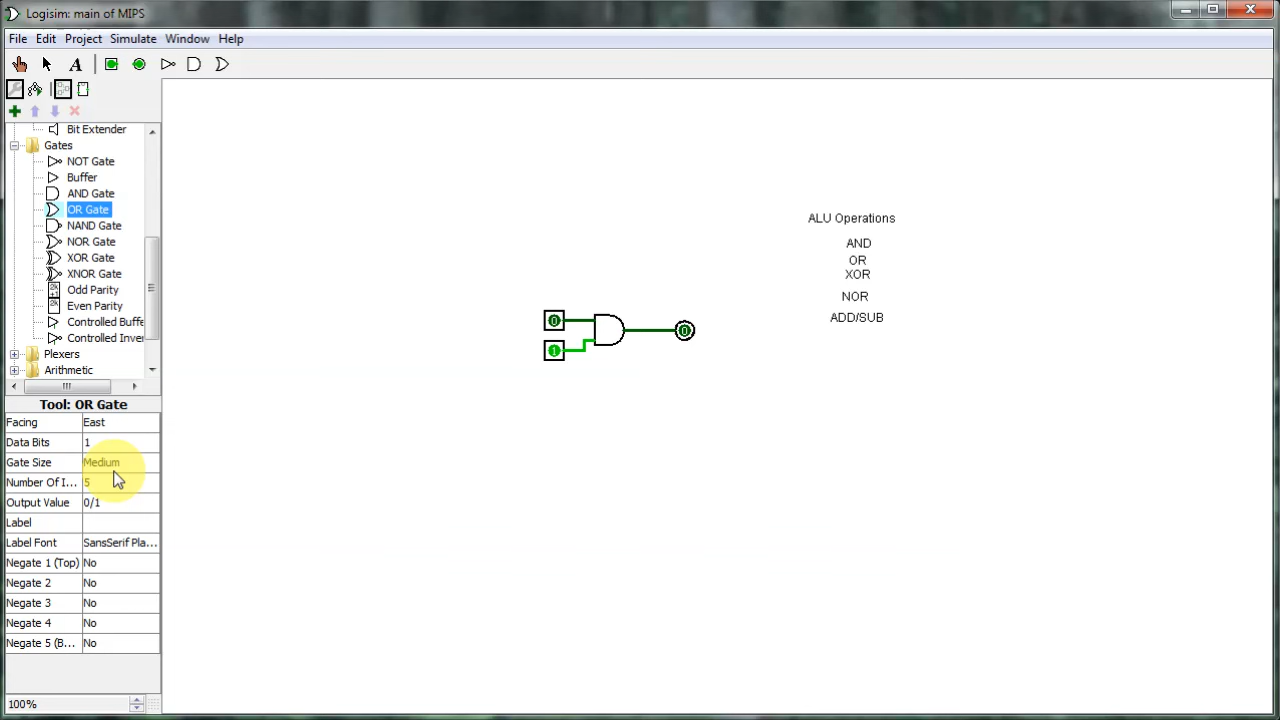 Logisim: main of MIPS
File Edit Project Simulate Window Help
A
Bit Extender
Gates
NOT Gate
Buffer
AND Gate
OR Gate
NAND Gate
NOR Gate
XOR Gate
XNOR Gate
Odd Parity
Even Parity
Controlled Buffe
Controlled Inver
Plexers
Arithmetic
Tool: OR Gate
Facing East
Data Bits 1
Gate Size Medium
Number Of I... 5
Output Value 0/1
Label
Label Font SansSerif Pla...
Negate 1 (Top) No
Negate 2 No
Negate 3 No
Negate 4 No
Negate 5 (B... No
100%
ALU Operations
AND
OR
XOR
NOR
ADD/SUB
0
1
0